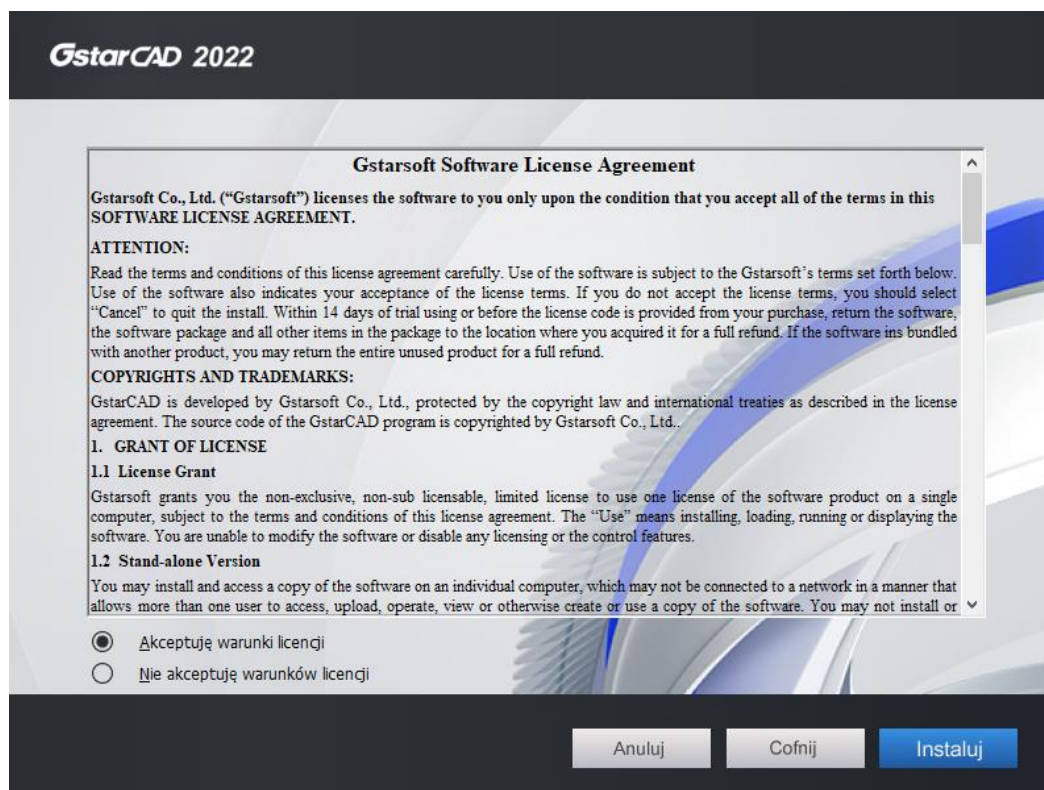 GstarCAD 2022
Gstarsoft Software License Agreement
Gstarsoft Co., Ltd. (“Gstarsoft”) licenses the software to you only upon the condition that you accept all of the terms in this
SOFTWARE LICENSE AGREEMENT.
ATTENTION:
Read the terms and conditions of this license agreement carefully. Use of the software is subject to the Gstarsoft’s terms set forth below.
Use of the software also indicates your acceptance of the license terms. If you do not accept the license terms, you should select
“Cancel” to quit the install. Within 14 days of trial using or before the license code is provided from your purchase, return the software,
the software package and all other items in the package to the location where you acquired it for a full refund. If the software ins bundled
with another product, you may return the entire unused product for a full refund.
COPYRIGHTS AND TRADEMARKS:
GstarCAD is developed by Gstarsoft Co., Ltd., protected by the copyright law and international treaties as described in the license
agreement. The source code of the GstarCAD program is copyrighted by Gstarsoft Co., Ltd..
1. GRANT OF LICENSE
1.1 License Grant
Gstarsoft grants you the non-exclusive, non-sub licensable, limited license to use one license of the software product on a single
computer, subject to the terms and conditions of this license agreement. The “Use” means installing, loading, running or displaying the
software. You are unable to modify the software or disable any licensing or the control features.
1.2 Stand-alone Version
You may install and access a copy of the software on an individual computer, which may not be connected to a network in a manner that
allows more than one user to access, upload, operate, view or otherwise create or use a copy of the software. You may not install or
Akceptuję warunki licencji
Nie akceptuję warunków licencji
Anuluj
Cofnij
Instaluj